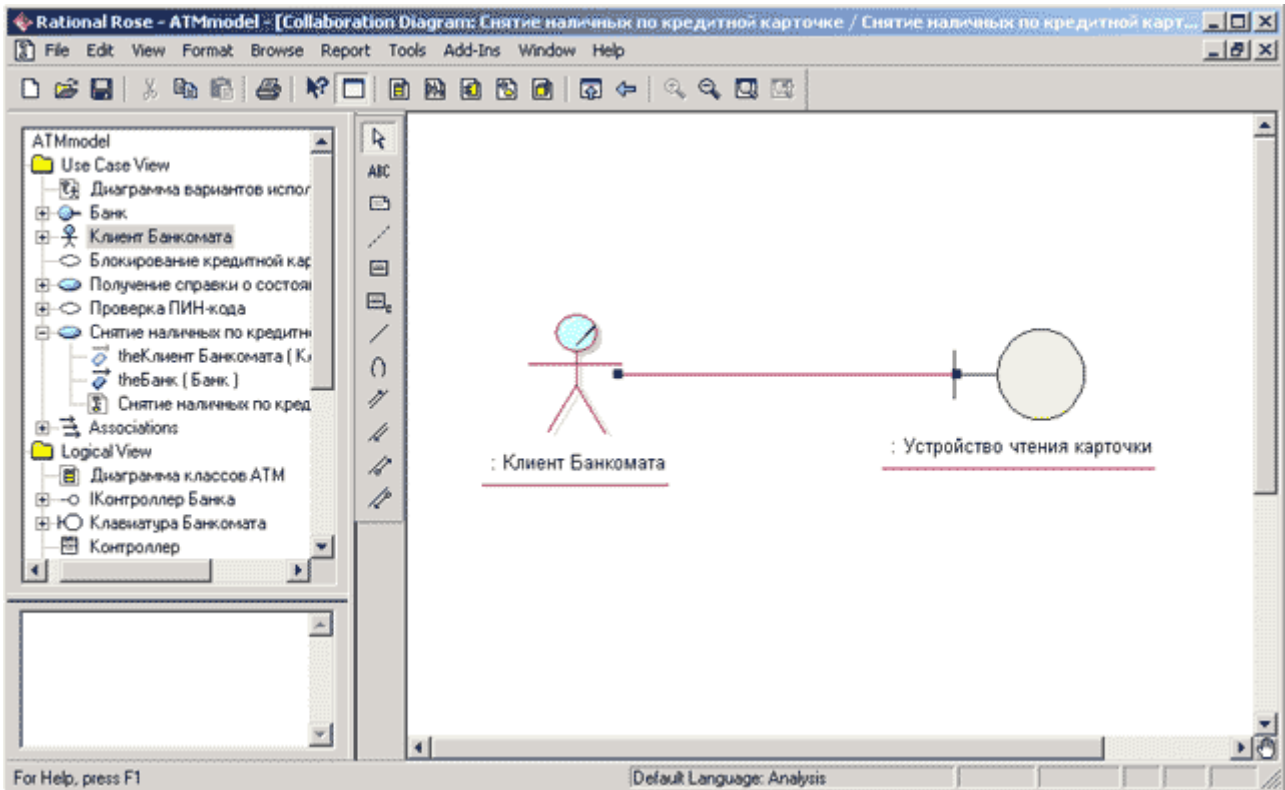 Rational Rose - ATMmodel - [Collaboration Diagram: Снятие наличных по кредитной карточке / Снятие наличных по кредитной карт...
File Edit View Format Browse Report Tools Add-Ins Window Help
ATMmodel
Use Case View
Диаграмма вариантов испол
Банк
Клиент Банкомата
Блокирование кредитной кар
Получение справки о состоя
Проверка ПИН-кода
Снятие наличных по кредитн
theКлиент Банкомата ( Кл
theБанк ( Банк )
Снятие наличных по кред
Associations
Logical View
Диаграмма классов ATM
IКонтроллер Банка
Клавиатура Банкомата
Контроллер
ABC
: Клиент Банкомата
: Устройство чтения карточки
For Help, press F1
Default Language: Analysis